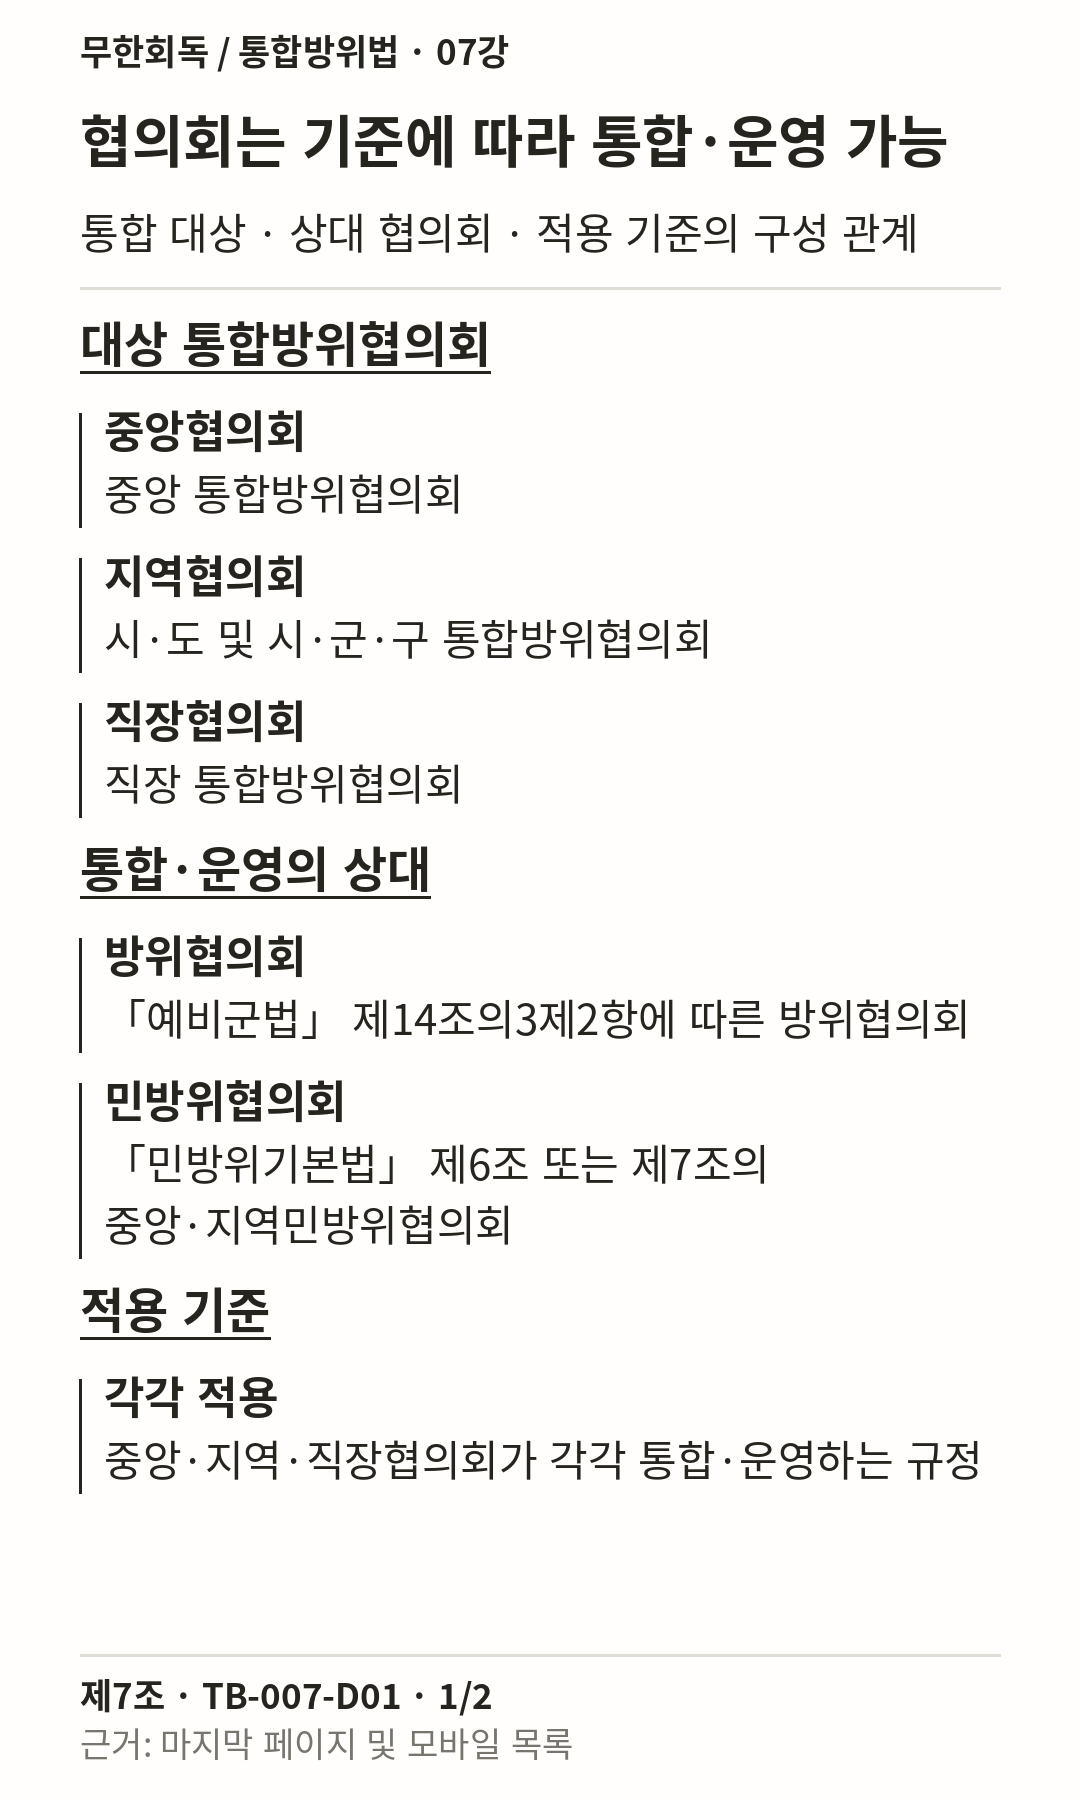 무한회독 / 통합방위법 · 07강
협의회는 기준에 따라 통합·운영 가능
통합 대상 · 상대 협의회 · 적용 기준의 구성 관계
대상 통합방위협의회
중앙협의회
중앙 통합방위협의회
지역협의회
시·도 및 시·군·구 통합방위협의회
직장협의회
직장 통합방위협의회
통합·운영의 상대
방위협의회
「예비군법」 제14조의3제2항에 따른 방위협의회
민방위협의회
「민방위기본법」 제6조 또는 제7조의
중앙·지역민방위협의회
적용 기준
각각 적용
중앙·지역·직장협의회가 각각 통합·운영하는 규정
제7조 · TB-007-D01 · 1/2
근거: 마지막 페이지 및 모바일 목록